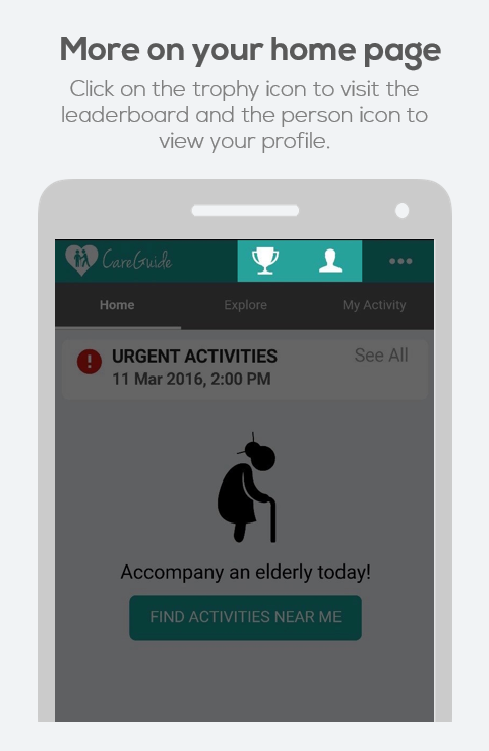 More on your home page
Click on the trophy icon to visit the
leaderboard and the person icon to
view your profile.
CareGuide
Home Explore My Activity
URGENT ACTIVITIES See All
11 Mar 2016, 2:00 PM
Accompany an elderly today!
FIND ACTIVITIES NEAR ME